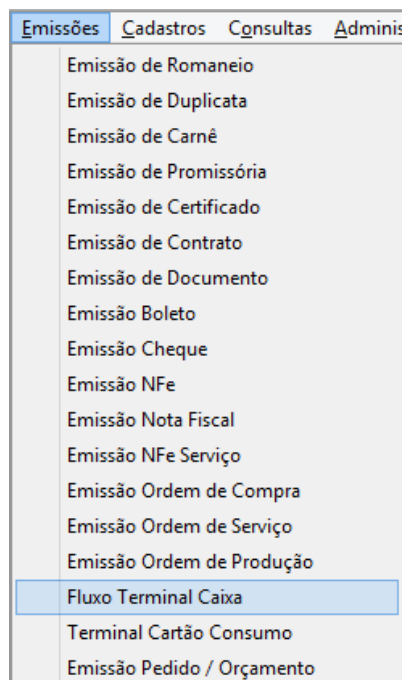 Emissões Cadastros Consultas Adminis
Emissão de Romaneio
Emissão de Duplicata
Emissão de Carnê
Emissão de Promissória
Emissão de Certificado
Emissão de Contrato
Emissão de Documento
Emissão Boleto
Emissão Cheque
Emissão NFe
Emissão Nota Fiscal
Emissão NFe Serviço
Emissão Ordem de Compra
Emissão Ordem de Serviço
Emissão Ordem de Produção
Fluxo Terminal Caixa
Terminal Cartão Consumo
Emissão Pedido / Orçamento